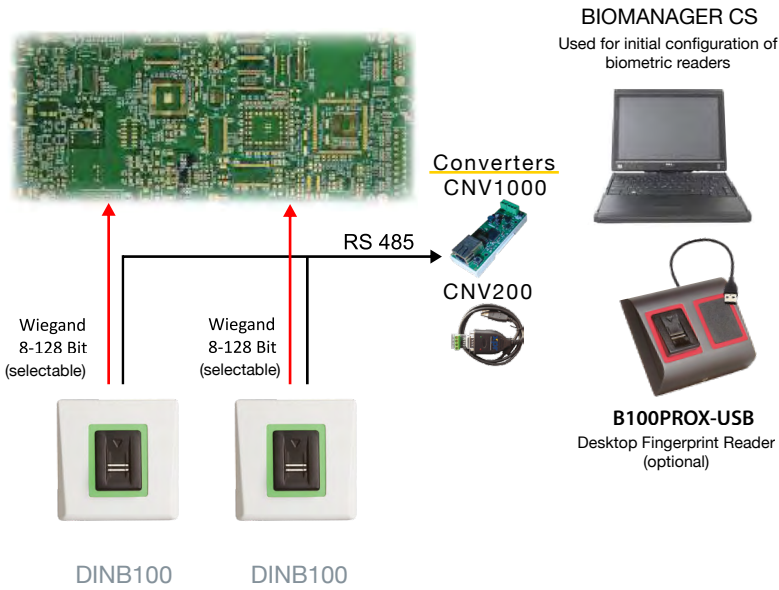 BIOMANAGER CS
Used for initial configuration of
biometric readers
Converters
CNV1000
RS 485
CNV200
Wiegand
8-128 Bit
(selectable)
Wiegand
8-128 Bit
(selectable)
B100PROX-USB
Desktop Fingerprint Reader
(optional)
DINB100
DINB100